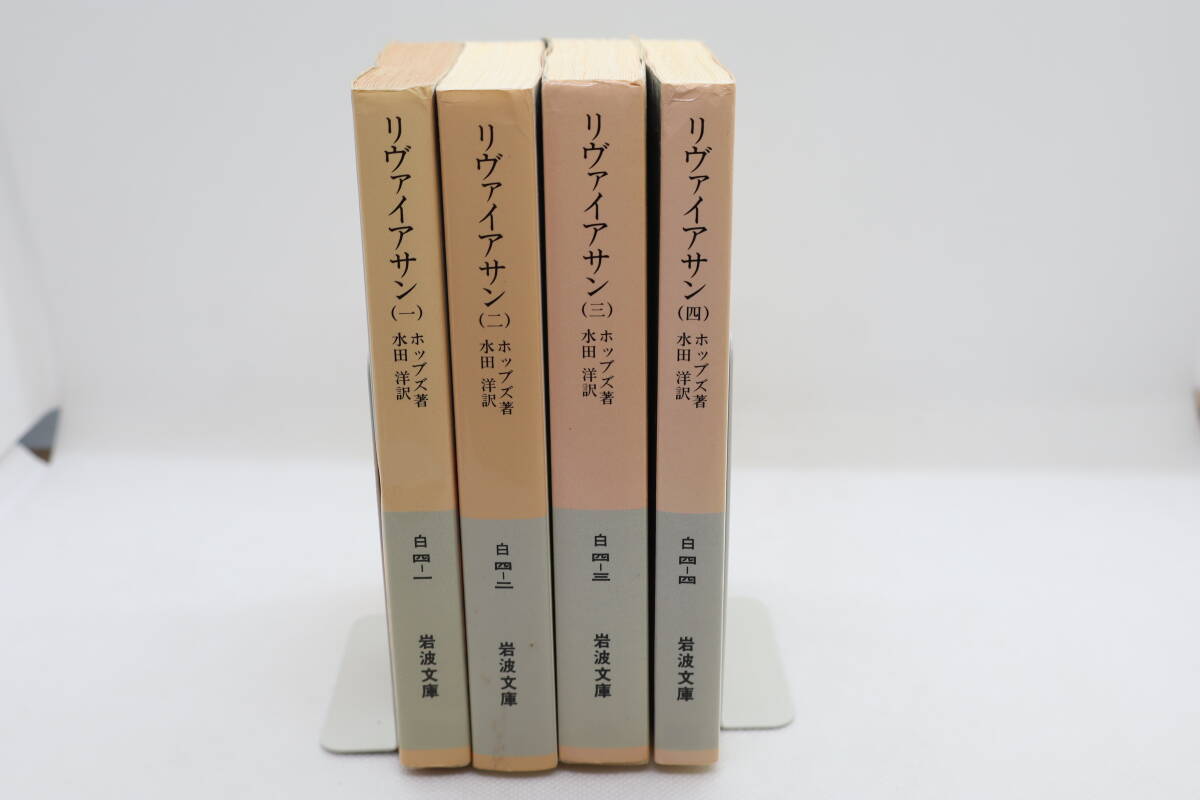 リヴァイアサン(一)
ホッブズ著
水田 洋訳
白 四-一
岩波文庫
リヴァイアサン(二)
ホッブズ著
水田 洋訳
白 四-二
岩波文庫
リヴァイアサン(三)
ホッブズ著
水田 洋訳
白 四-三
岩波文庫
リヴァイアサン(四)
ホッブズ著
水田 洋訳
白 四-四
岩波文庫